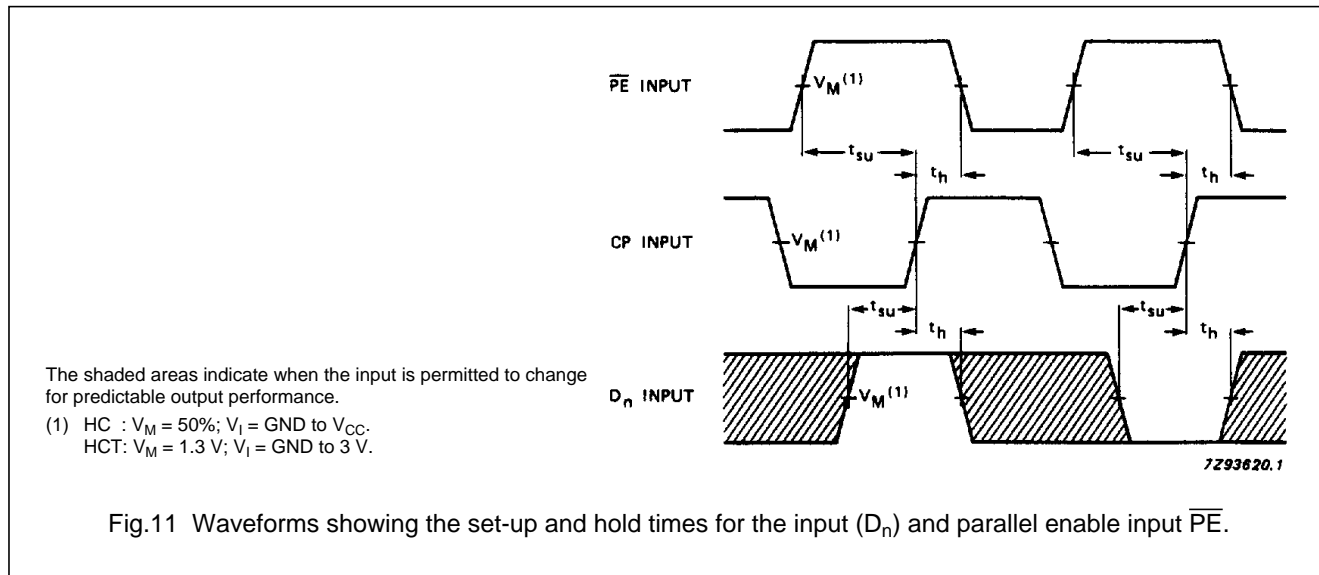 P̅E̅ INPUT
V_M (1)
t_su
t_su
t_h
t_h
CP INPUT
V_M (1)
t_su
t_su
t_h
t_h
D_n INPUT
V_M (1)
7Z93620.1
The shaded areas indicate when the input is permitted to change
for predictable output performance.
(1) HC : V_M = 50%; V_I = GND to V_CC.
HCT: V_M = 1.3 V; V_I = GND to 3 V.
Fig.11 Waveforms showing the set-up and hold times for the input (D_n) and parallel enable input P̅E̅.